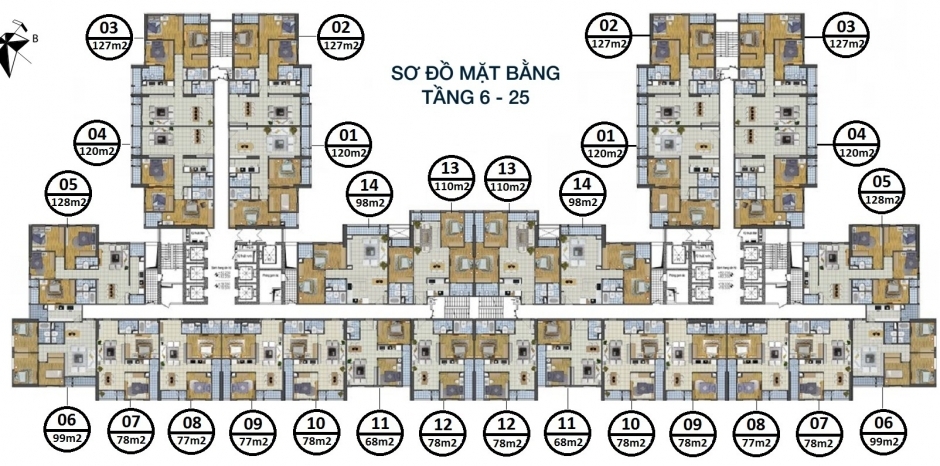 03
127m2
02
127m2
02
127m2
03
127m2
B
SƠ ĐỒ MẶT BẰNG
TẦNG 6 - 25
04
120m2
01
120m2
01
120m2
04
120m2
05
128m2
14
98m2
13
110m2
13
110m2
14
98m2
05
128m2
06
99m2
07
78m2
08
77m2
09
77m2
10
78m2
11
68m2
12
78m2
12
78m2
11
68m2
10
78m2
09
78m2
08
77m2
07
78m2
06
99m2